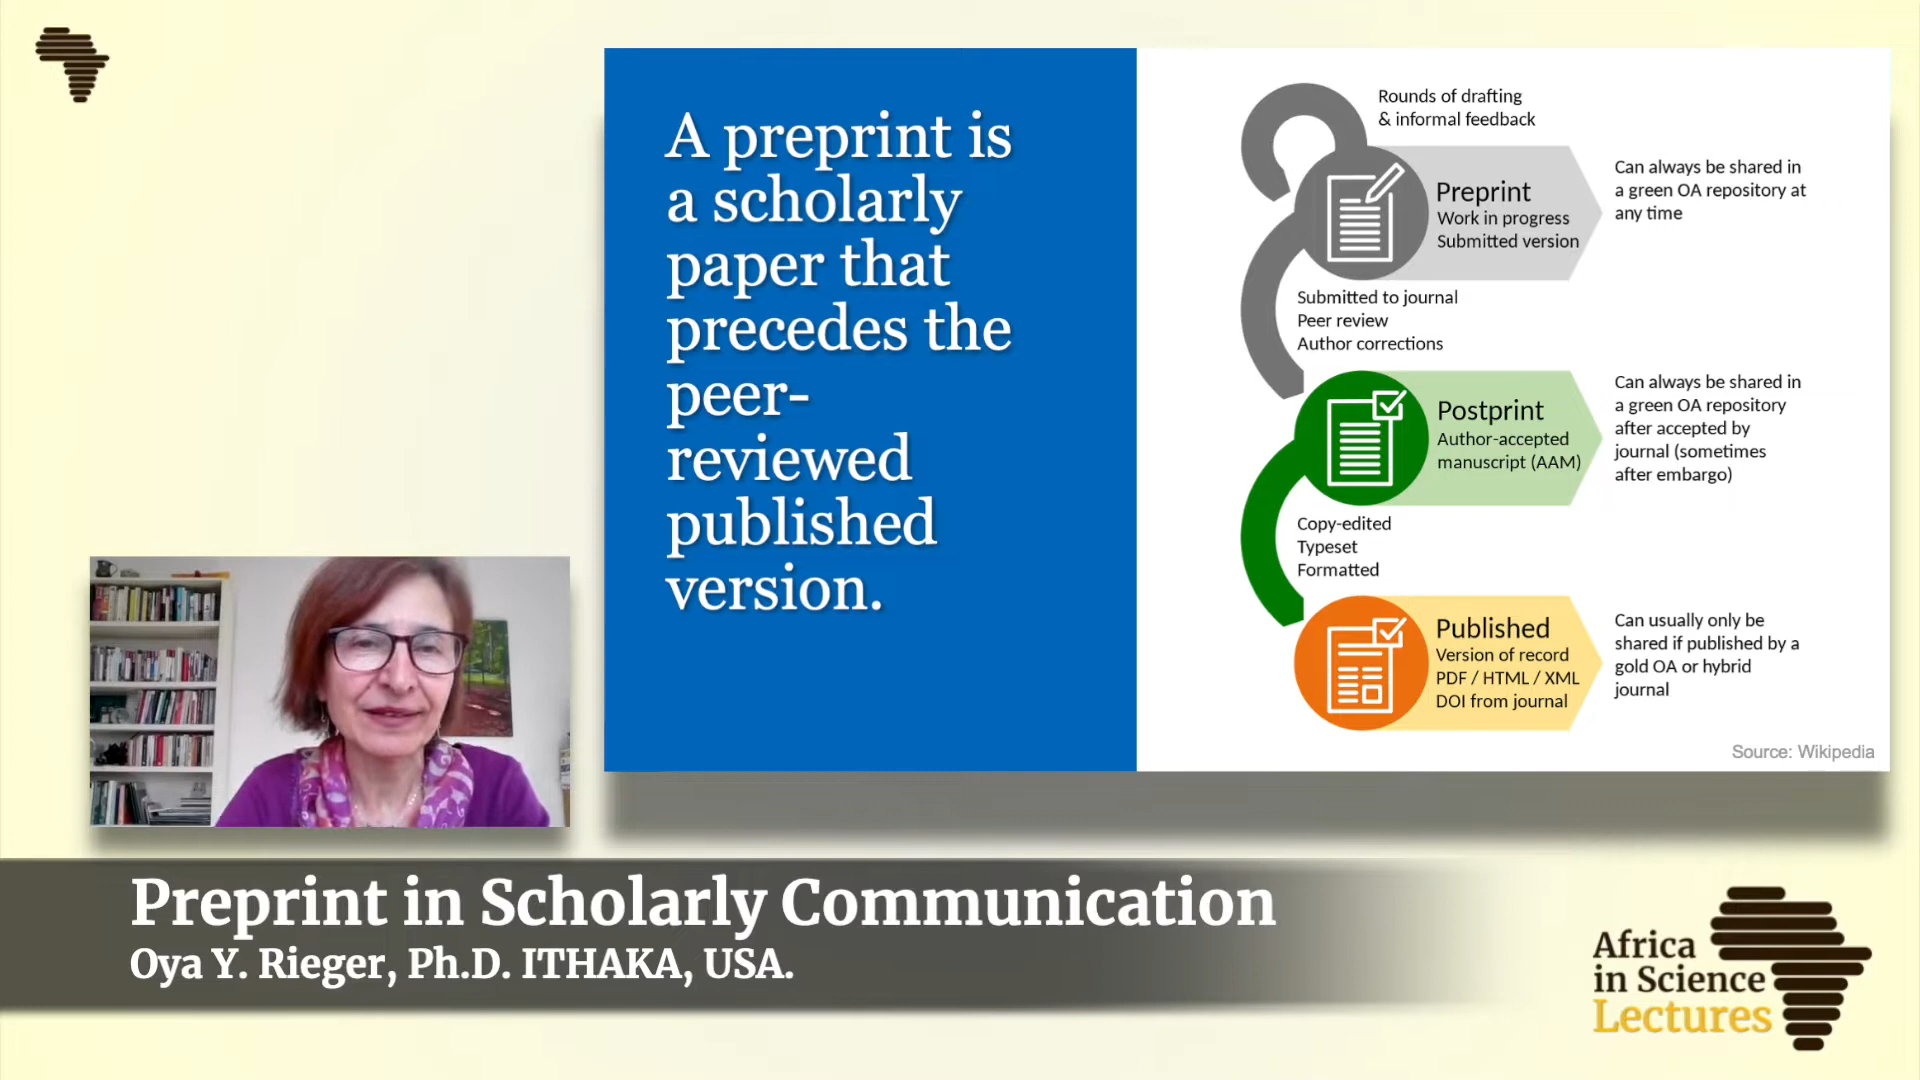 A preprint is
a scholarly
paper that
precedes the
peer-
reviewed
published
version.
Rounds of drafting
& informal feedback
Preprint
Work in progress
Submitted version
Can always be shared in
a green OA repository at
any time
Submitted to journal
Peer review
Author corrections
Postprint
Author-accepted
manuscript (AAM)
Can always be shared in
a green OA repository
after accepted by
journal (sometimes
after embargo)
Copy-edited
Typeset
Formatted
Published
Version of record
PDF / HTML / XML
DOI from journal
Can usually only be
shared if published by a
gold OA or hybrid
journal
Source: Wikipedia
Preprint in Scholarly Communication
Oya Y. Rieger, Ph.D. ITHAKA, USA.
Africa
in Science
Lectures